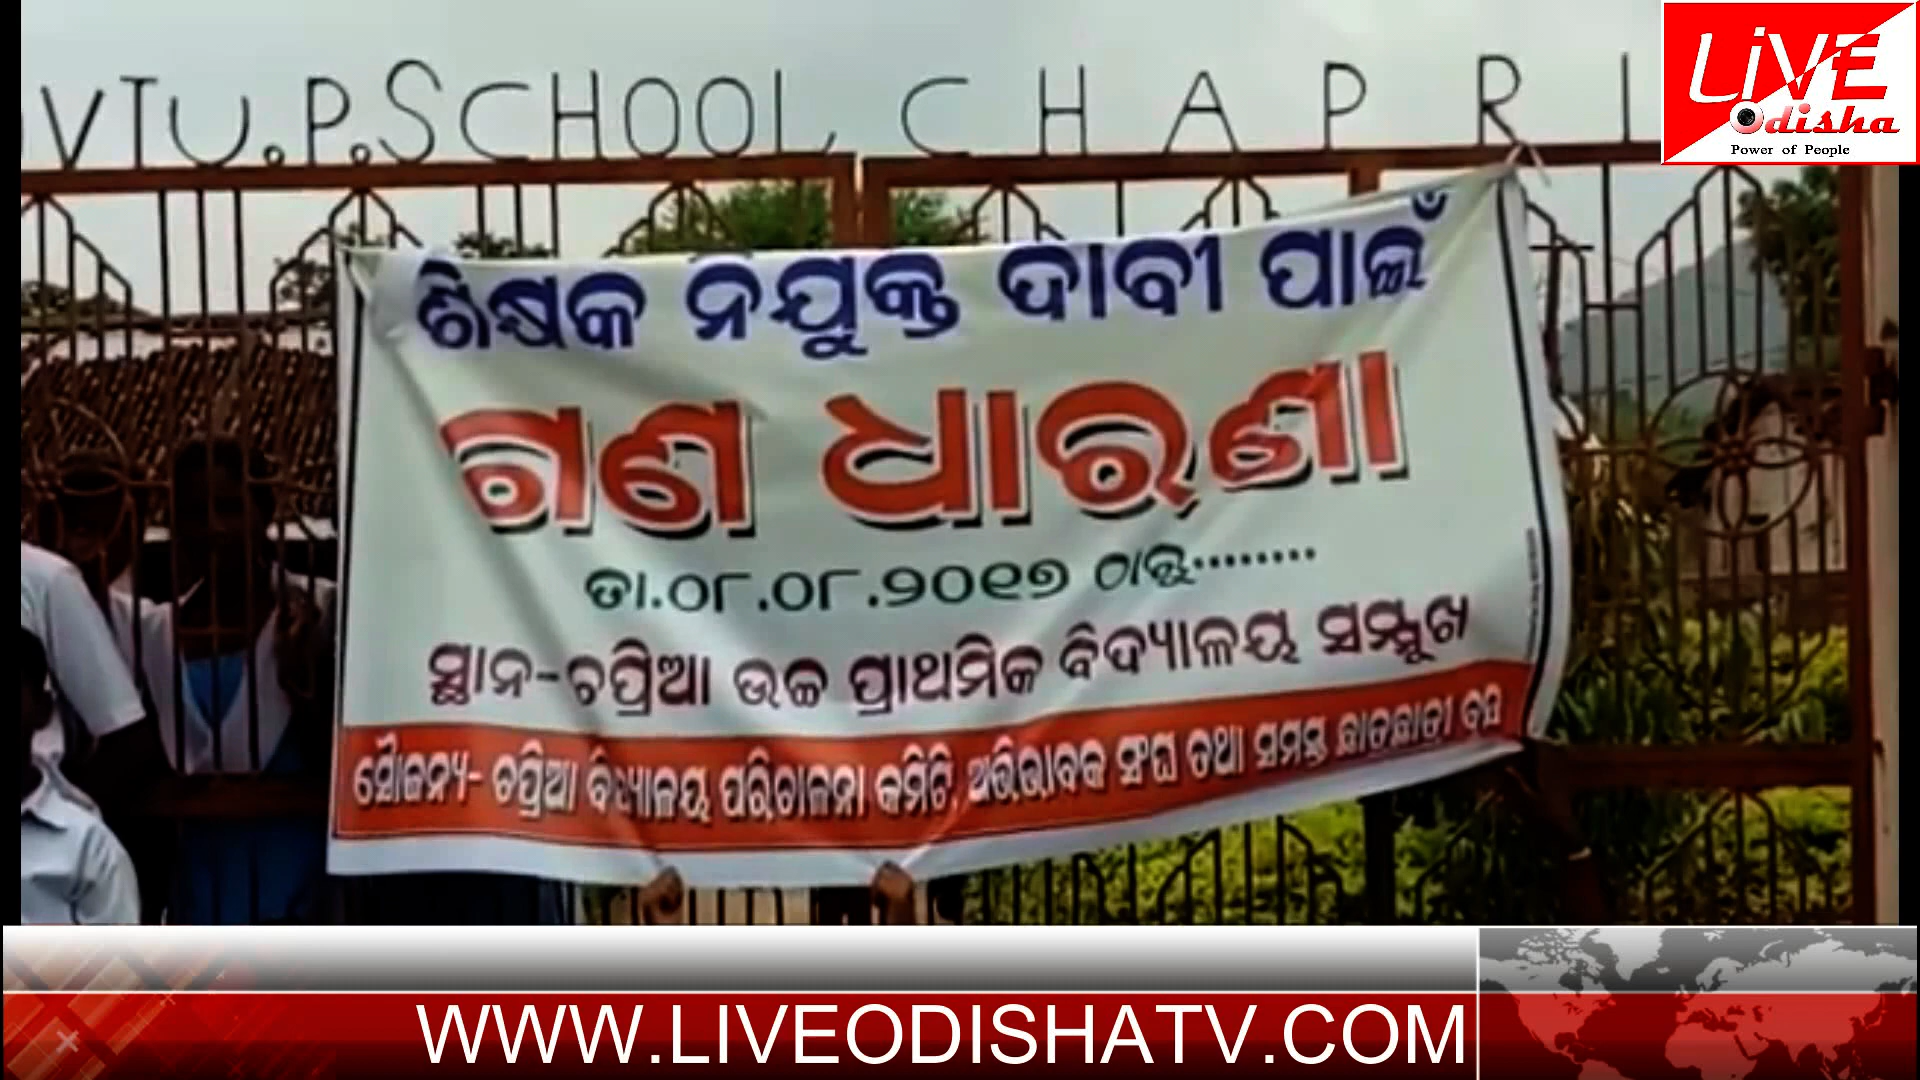 LiVE
Odisha
Power of People
VT U.P.SCHOOL CHAPRI
ଶିକ୍ଷକ ନିଯୁକ୍ତ ଦାବୀ ପାଇଁ
ଗଣ ଧାରଣା
ତା.୦୮.୦୮.୨୦୧୭ ଠାରୁ........
ସ୍ଥାନ-ଚପ୍ରିଆ ଉଚ୍ଚ ପ୍ରାଥମିକ ବିଦ୍ୟାଳୟ ସମ୍ମୁଖ
ସୌଜନ୍ୟ- ଚପ୍ରିଆ ବିଦ୍ୟାଳୟ ପରିଚାଳନା କମିଟି, ଅଭିଭାବକ ସଂଘ ତଥା ସମସ୍ତ ଛାତ୍ରଛାତ୍ରୀ ବୃନ୍ଦ
WWW.LIVEODISHATV.COM